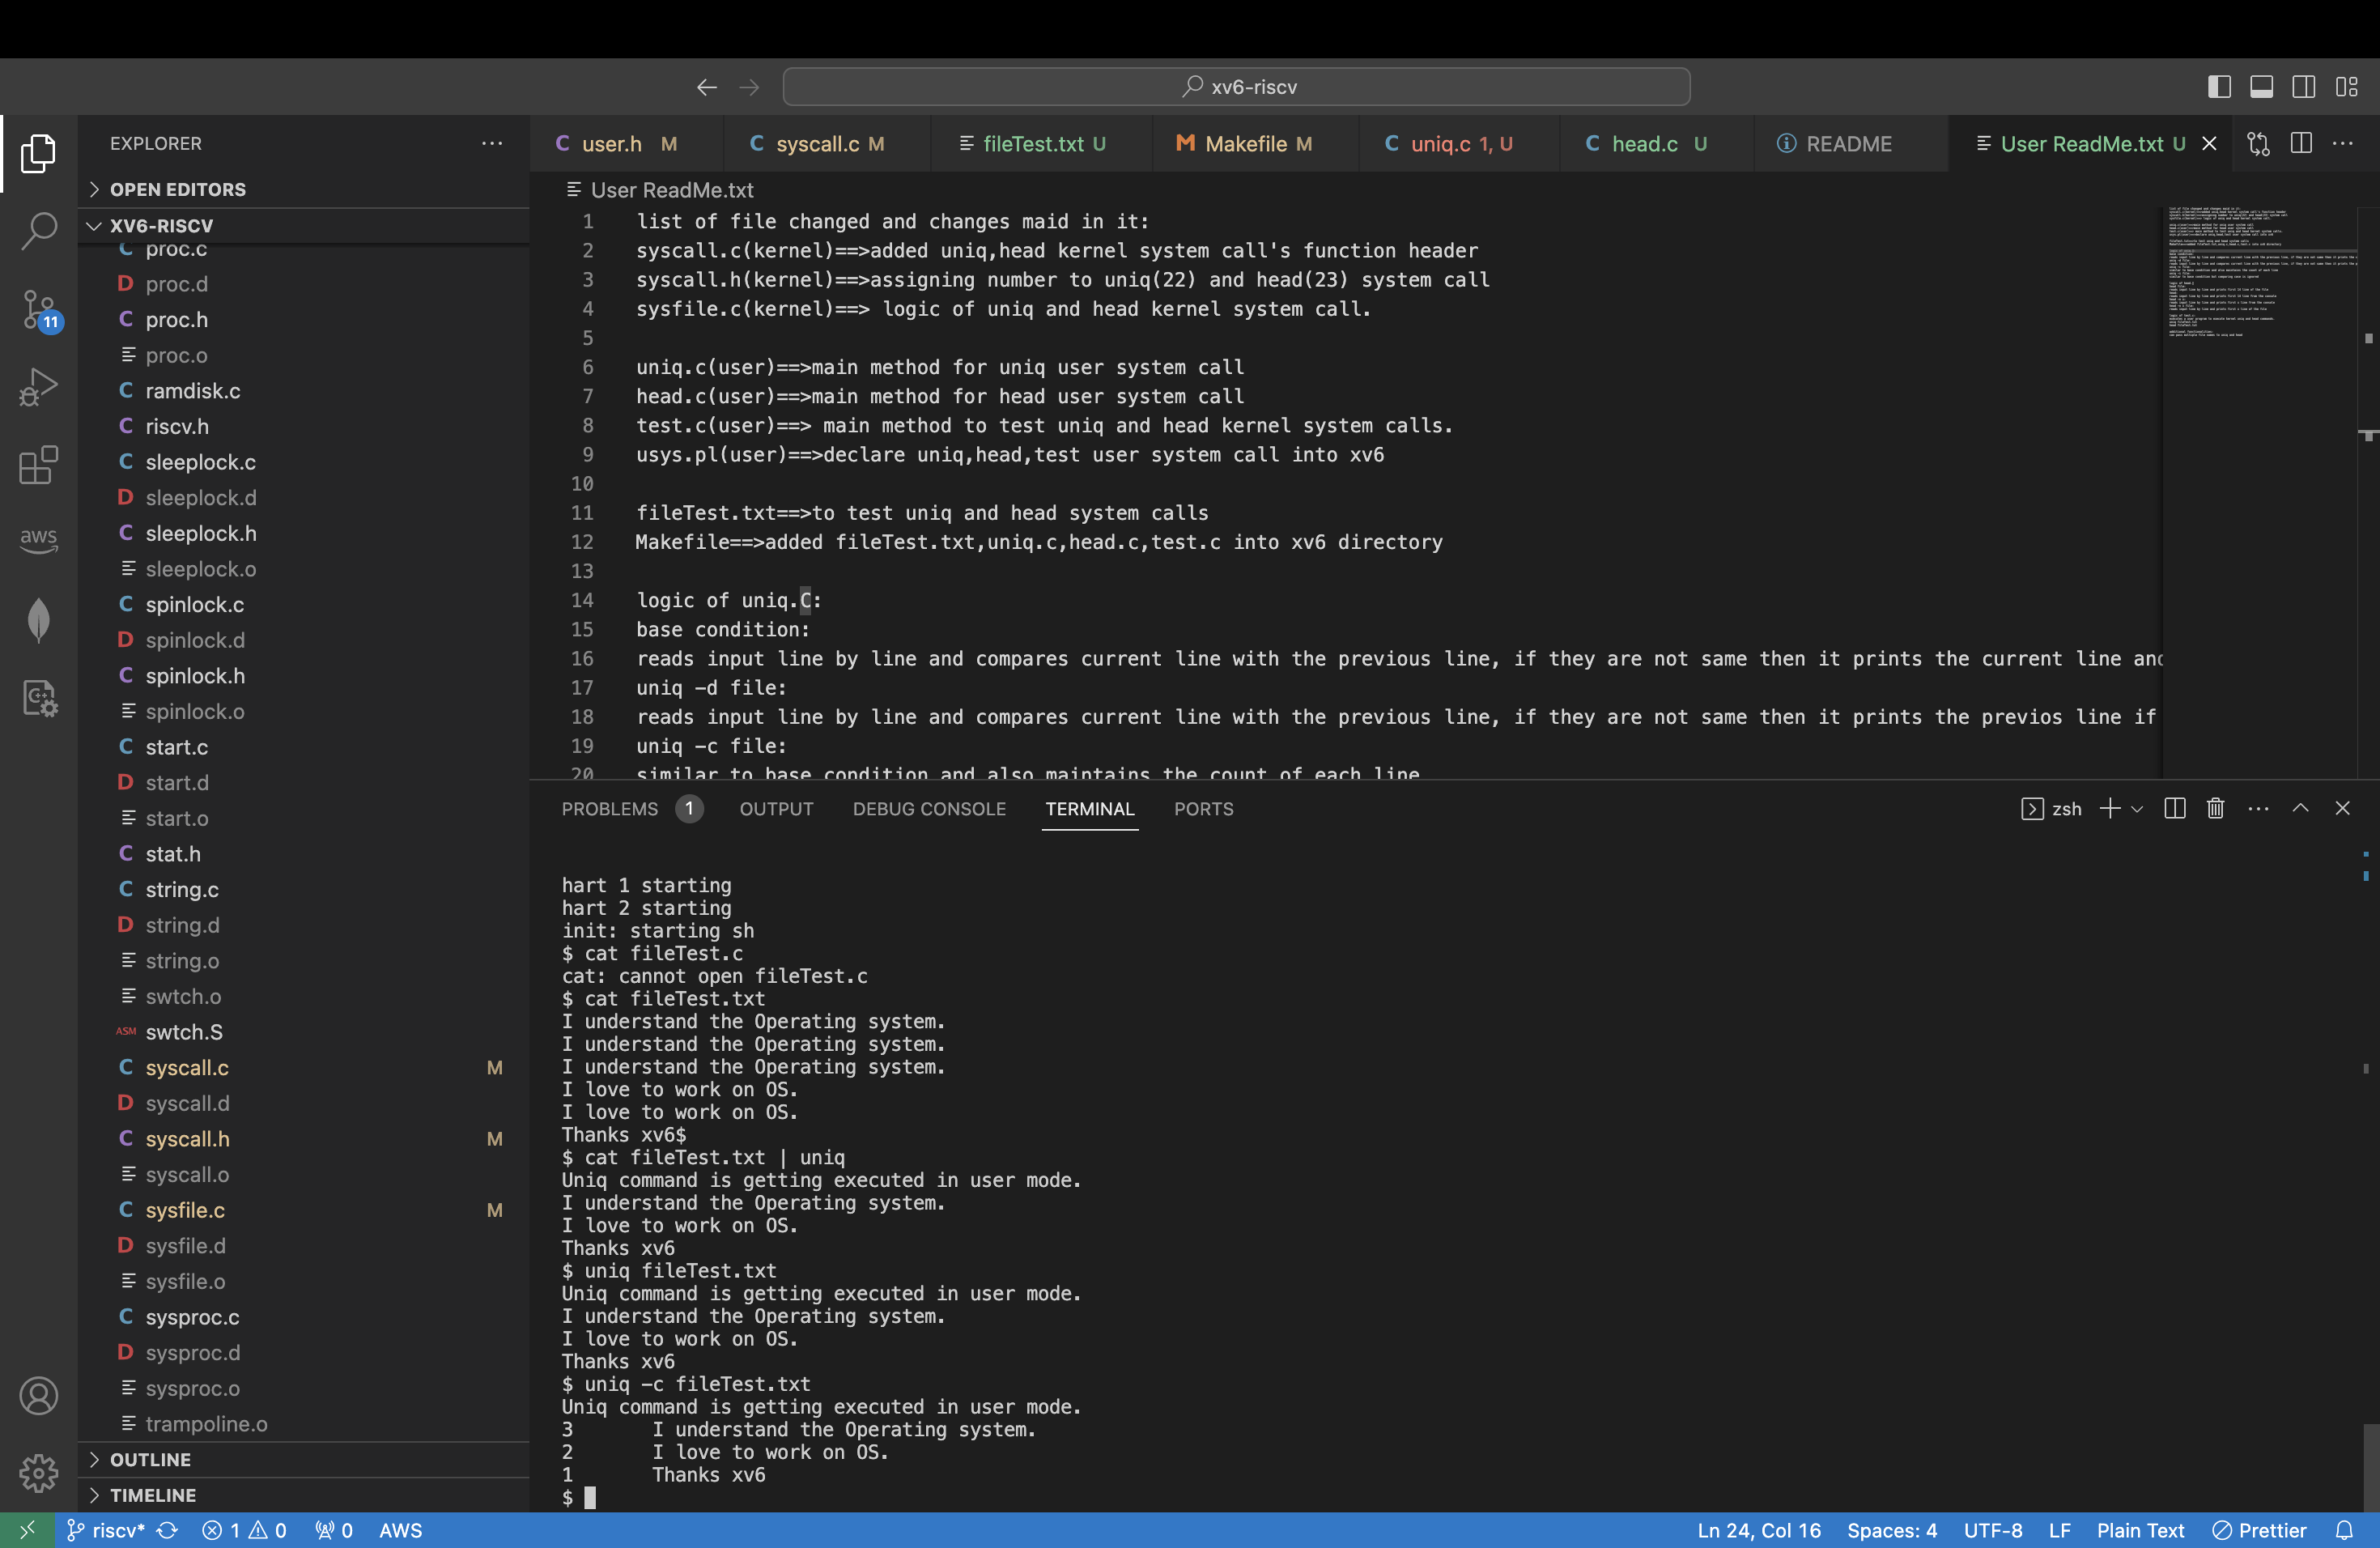 xv6-riscv
EXPLORER
OPEN EDITORS
XV6-RISCV
proc.c
D proc.d
C proc.h
proc.o
C ramdisk.c
C riscv.h
C sleeplock.c
D sleeplock.d
C sleeplock.h
sleeplock.o
C spinlock.c
D spinlock.d
C spinlock.h
spinlock.o
C start.c
D start.d
start.o
C stat.h
C string.c
D string.d
string.o
swtch.o
ASM swtch.S
C syscall.c M
D syscall.d
C syscall.h M
syscall.o
C sysfile.c M
D sysfile.d
sysfile.o
C sysproc.c
D sysproc.d
sysproc.o
trampoline.o
OUTLINE
TIMELINE
11
aws
C user.h M
C syscall.c M
fileTest.txt U
M Makefile M
C uniq.c 1, U
C head.c U
README
User ReadMe.txt U
User ReadMe.txt
1 list of file changed and changes maid in it:
2 syscall.c(kernel)==>added uniq,head kernel system call's function header
3 syscall.h(kernel)==>assigning number to uniq(22) and head(23) system call
4 sysfile.c(kernel)==> logic of uniq and head kernel system call.
5
6 uniq.c(user)==>main method for uniq user system call
7 head.c(user)==>main method for head user system call
8 test.c(user)==> main method to test uniq and head kernel system calls.
9 usys.pl(user)==>declare uniq,head,test user system call into xv6
10
11 fileTest.txt==>to test uniq and head system calls
12 Makefile==>added fileTest.txt,uniq.c,head.c,test.c into xv6 directory
13
14 logic of uniq.C:
15 base condition:
16 reads input line by line and compares current line with the previous line, if they are not same then it prints the current line and
17 uniq -d file:
18 reads input line by line and compares current line with the previous line, if they are not same then it prints the previos line if
19 uniq -c file:
20 similar to base condition and also maintains the count of each line
PROBLEMS 1
OUTPUT
DEBUG CONSOLE
TERMINAL
PORTS
zsh
hart 1 starting
hart 2 starting
init: starting sh
$ cat fileTest.c
cat: cannot open fileTest.c
$ cat fileTest.txt
I understand the Operating system.
I understand the Operating system.
I understand the Operating system.
I love to work on OS.
I love to work on OS.
Thanks xv6$
$ cat fileTest.txt | uniq
Uniq command is getting executed in user mode.
I understand the Operating system.
I love to work on OS.
Thanks xv6
$ uniq fileTest.txt
Uniq command is getting executed in user mode.
I understand the Operating system.
I love to work on OS.
Thanks xv6
$ uniq -c fileTest.txt
Uniq command is getting executed in user mode.
3 I understand the Operating system.
2 I love to work on OS.
1 Thanks xv6
$
riscv* 1 0 0 AWS
Ln 24, Col 16 Spaces: 4 UTF-8 LF Plain Text Prettier